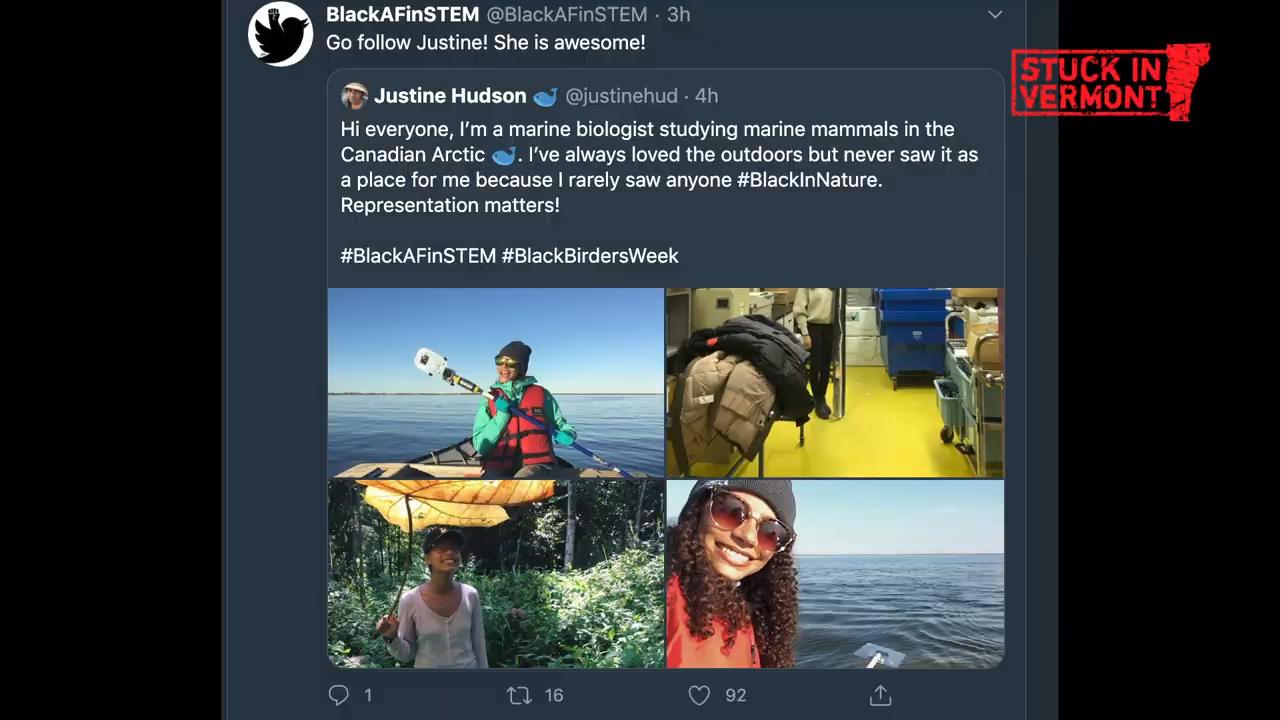 BlackAFinSTEM @BlackAFinSTEM · 3h
Go follow Justine! She is awesome!
Justine Hudson 🐋 @justinehud · 4h
Hi everyone, I'm a marine biologist studying marine mammals in the
Canadian Arctic 🐋. I've always loved the outdoors but never saw it as
a place for me because I rarely saw anyone #BlackInNature.
Representation matters!
#BlackAFinSTEM #BlackBirdersWeek
1 16 92
STUCK IN
VERMONT